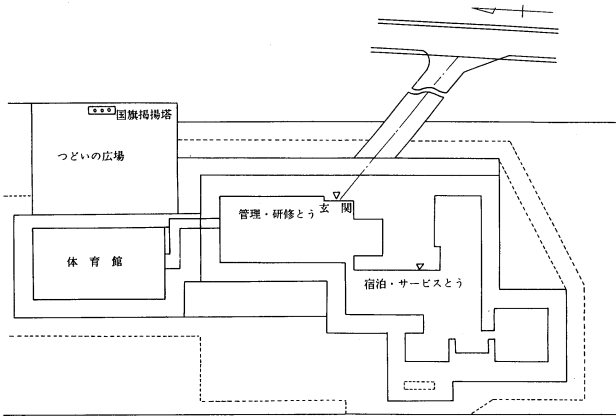 国旗掲揚塔
つどいの広場
管理・研修とう
玄関
体育館
宿泊・サービスとう